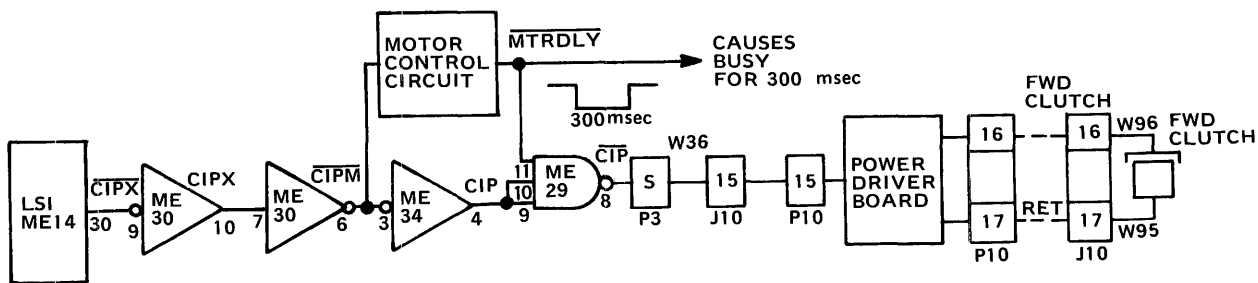 MOTOR
CONTROL
CIRCUIT
MTRDLY
CAUSES
BUSY
FOR 300 msec
300 msec
LSI
ME14
CIPX
30
9
ME
30
CIPX
10
7
ME
30
CIPM
6
3
ME
34
CIP
4
11
10
9
ME
29
CIP
8
S
P3
W36
15
J10
15
P10
POWER
DRIVER
BOARD
16
17
P10
FWD
CLUTCH
RET
16
17
J10
W96
W95
FWD
CLUTCH